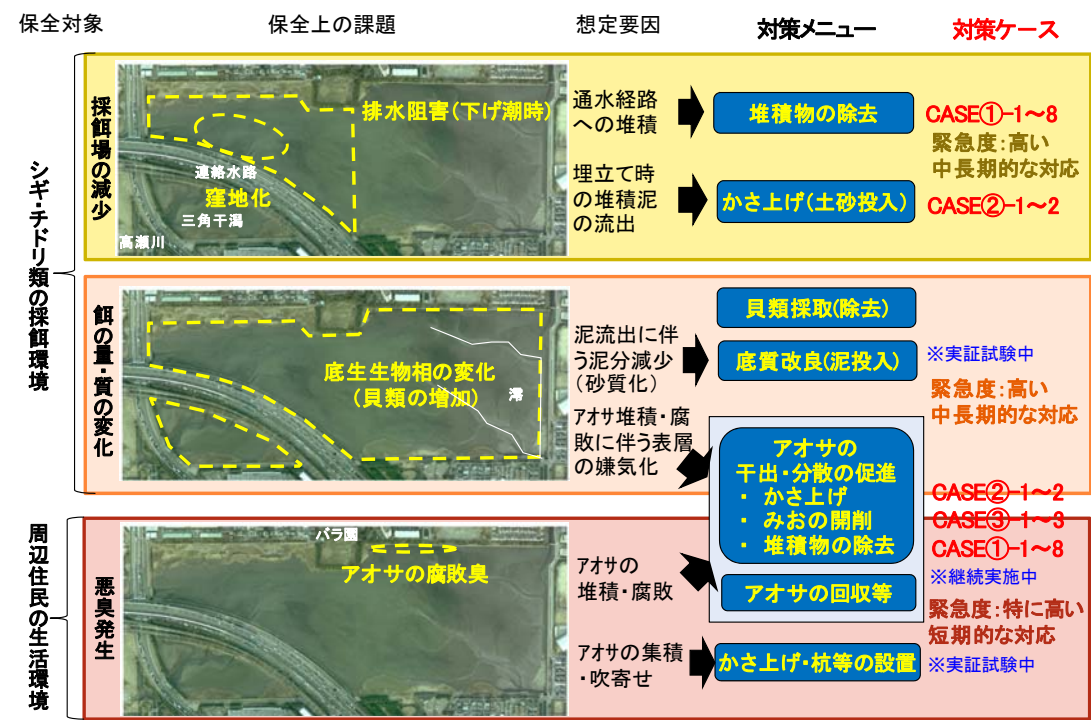 保全対象
保全上の課題
想定要因
対策メニュー
対策ケース
シギ・チドリ類の採餌環境
採餌場の減少
排水阻害(下げ潮時)
連絡水路
窪地化
三角干潟
高瀬川
通水経路
への堆積
堆積物の除去
CASE①-1～8
緊急度：高い
中長期的な対応
埋立て時
の堆積泥
の流出
かさ上げ(土砂投入)
CASE②-1～2
餌の量・質の変化
底生生物相の変化
(貝類の増加)
澪
貝類採取(除去)
泥流出に伴
う泥分減少
(砂質化)
底質改良(泥投入)
※実証試験中
緊急度：高い
中長期的な対応
アオサ堆積・腐
敗に伴う表層
の嫌気化
アオサの
干出・分散の促進
・ かさ上げ
・ みおの開削
・ 堆積物の除去
CASE②-1～2
CASE③-1～3
CASE①-1～8
※継続実施中
周辺住民の生活環境
悪臭発生
バラ園
アオサの腐敗臭
アオサの
堆積・腐敗
アオサの回収等
緊急度：特に高い
短期的な対応
アオサの集積
・吹寄せ
かさ上げ・杭等の設置
※実証試験中